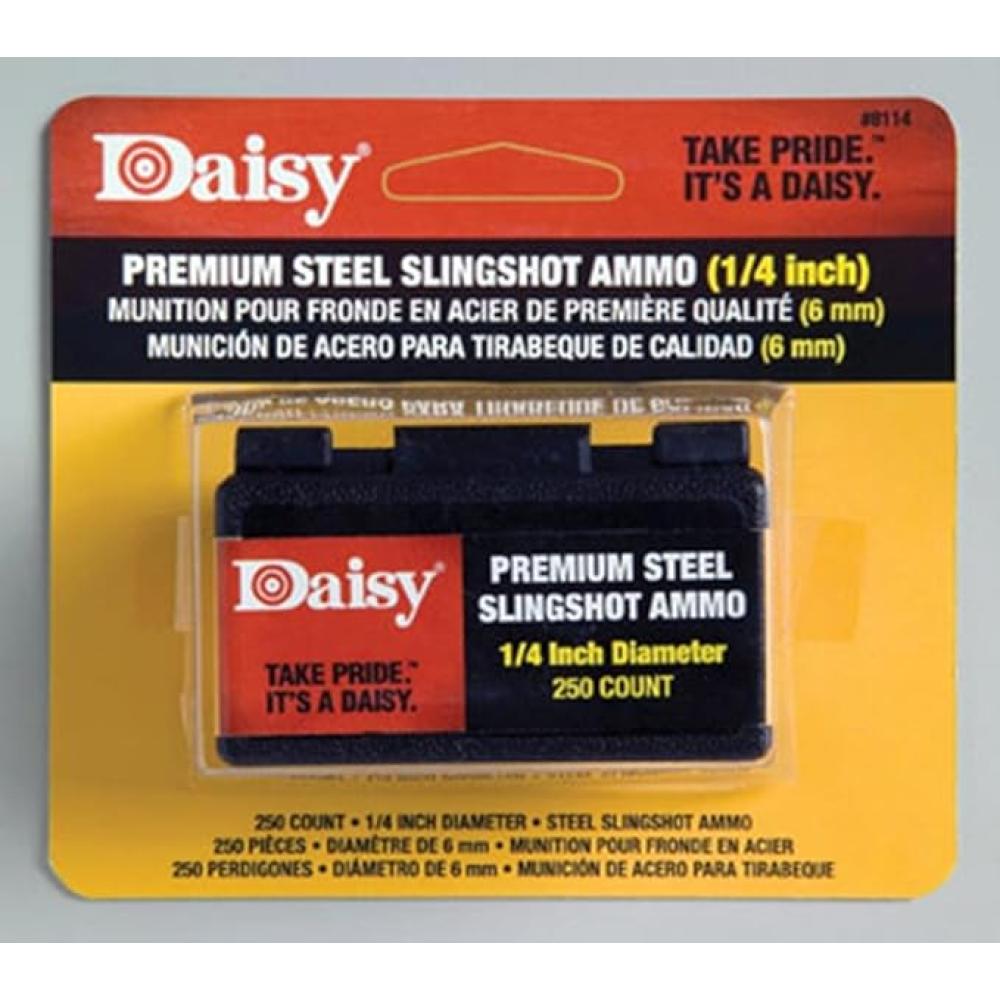 #8114
Daisy®
TAKE PRIDE.™
IT'S A DAISY.
PREMIUM STEEL SLINGSHOT AMMO (1/4 inch)
MUNITION POUR FRONDE EN ACIER DE PREMIÈRE QUALITÉ (6 mm)
MUNICIÓN DE ACERO PARA TIRABEQUE DE CALIDAD (6 mm)
Daisy®
TAKE PRIDE.™
IT'S A DAISY.
PREMIUM STEEL
SLINGSHOT AMMO
1/4 Inch Diameter
250 COUNT
250 COUNT • 1/4 INCH DIAMETER • STEEL SLINGSHOT AMMO
250 PIÈCES • DIAMÈTRE DE 6 mm • MUNITION POUR FRONDE EN ACIER
250 PERDIGONES • DIÁMETRO DE 6 mm • MUNICIÓN DE ACERO PARA TIRABEQUE